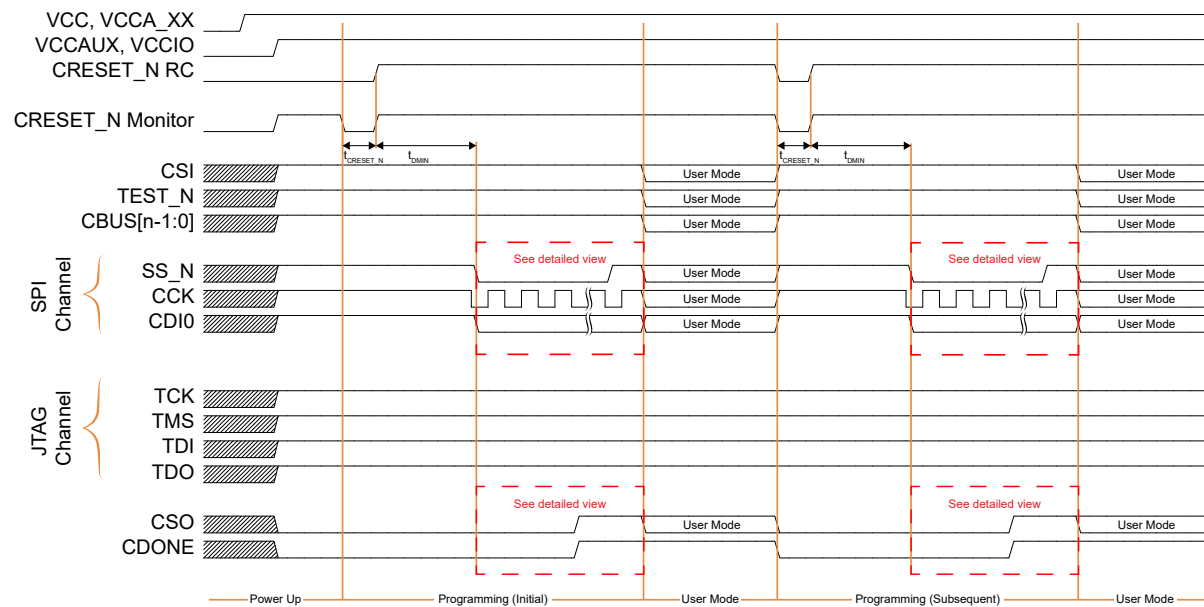 VCC, VCCA_XX
VCCAUX, VCCIO
CRESET_N RC
CRESET_N Monitor
tCRESET_N tDMIN tCRESET_N tDMIN
CSI User Mode User Mode
TEST_N User Mode User Mode
CBUS[n-1:0] User Mode User Mode
SPI Channel
See detailed view See detailed view
SS_N User Mode User Mode
CCK User Mode User Mode
CDI0 User Mode User Mode
JTAG Channel
TCK
TMS
TDI
TDO
See detailed view See detailed view
CSO User Mode User Mode
CDONE
Power Up Programming (Initial) User Mode Programming (Subsequent) User Mode